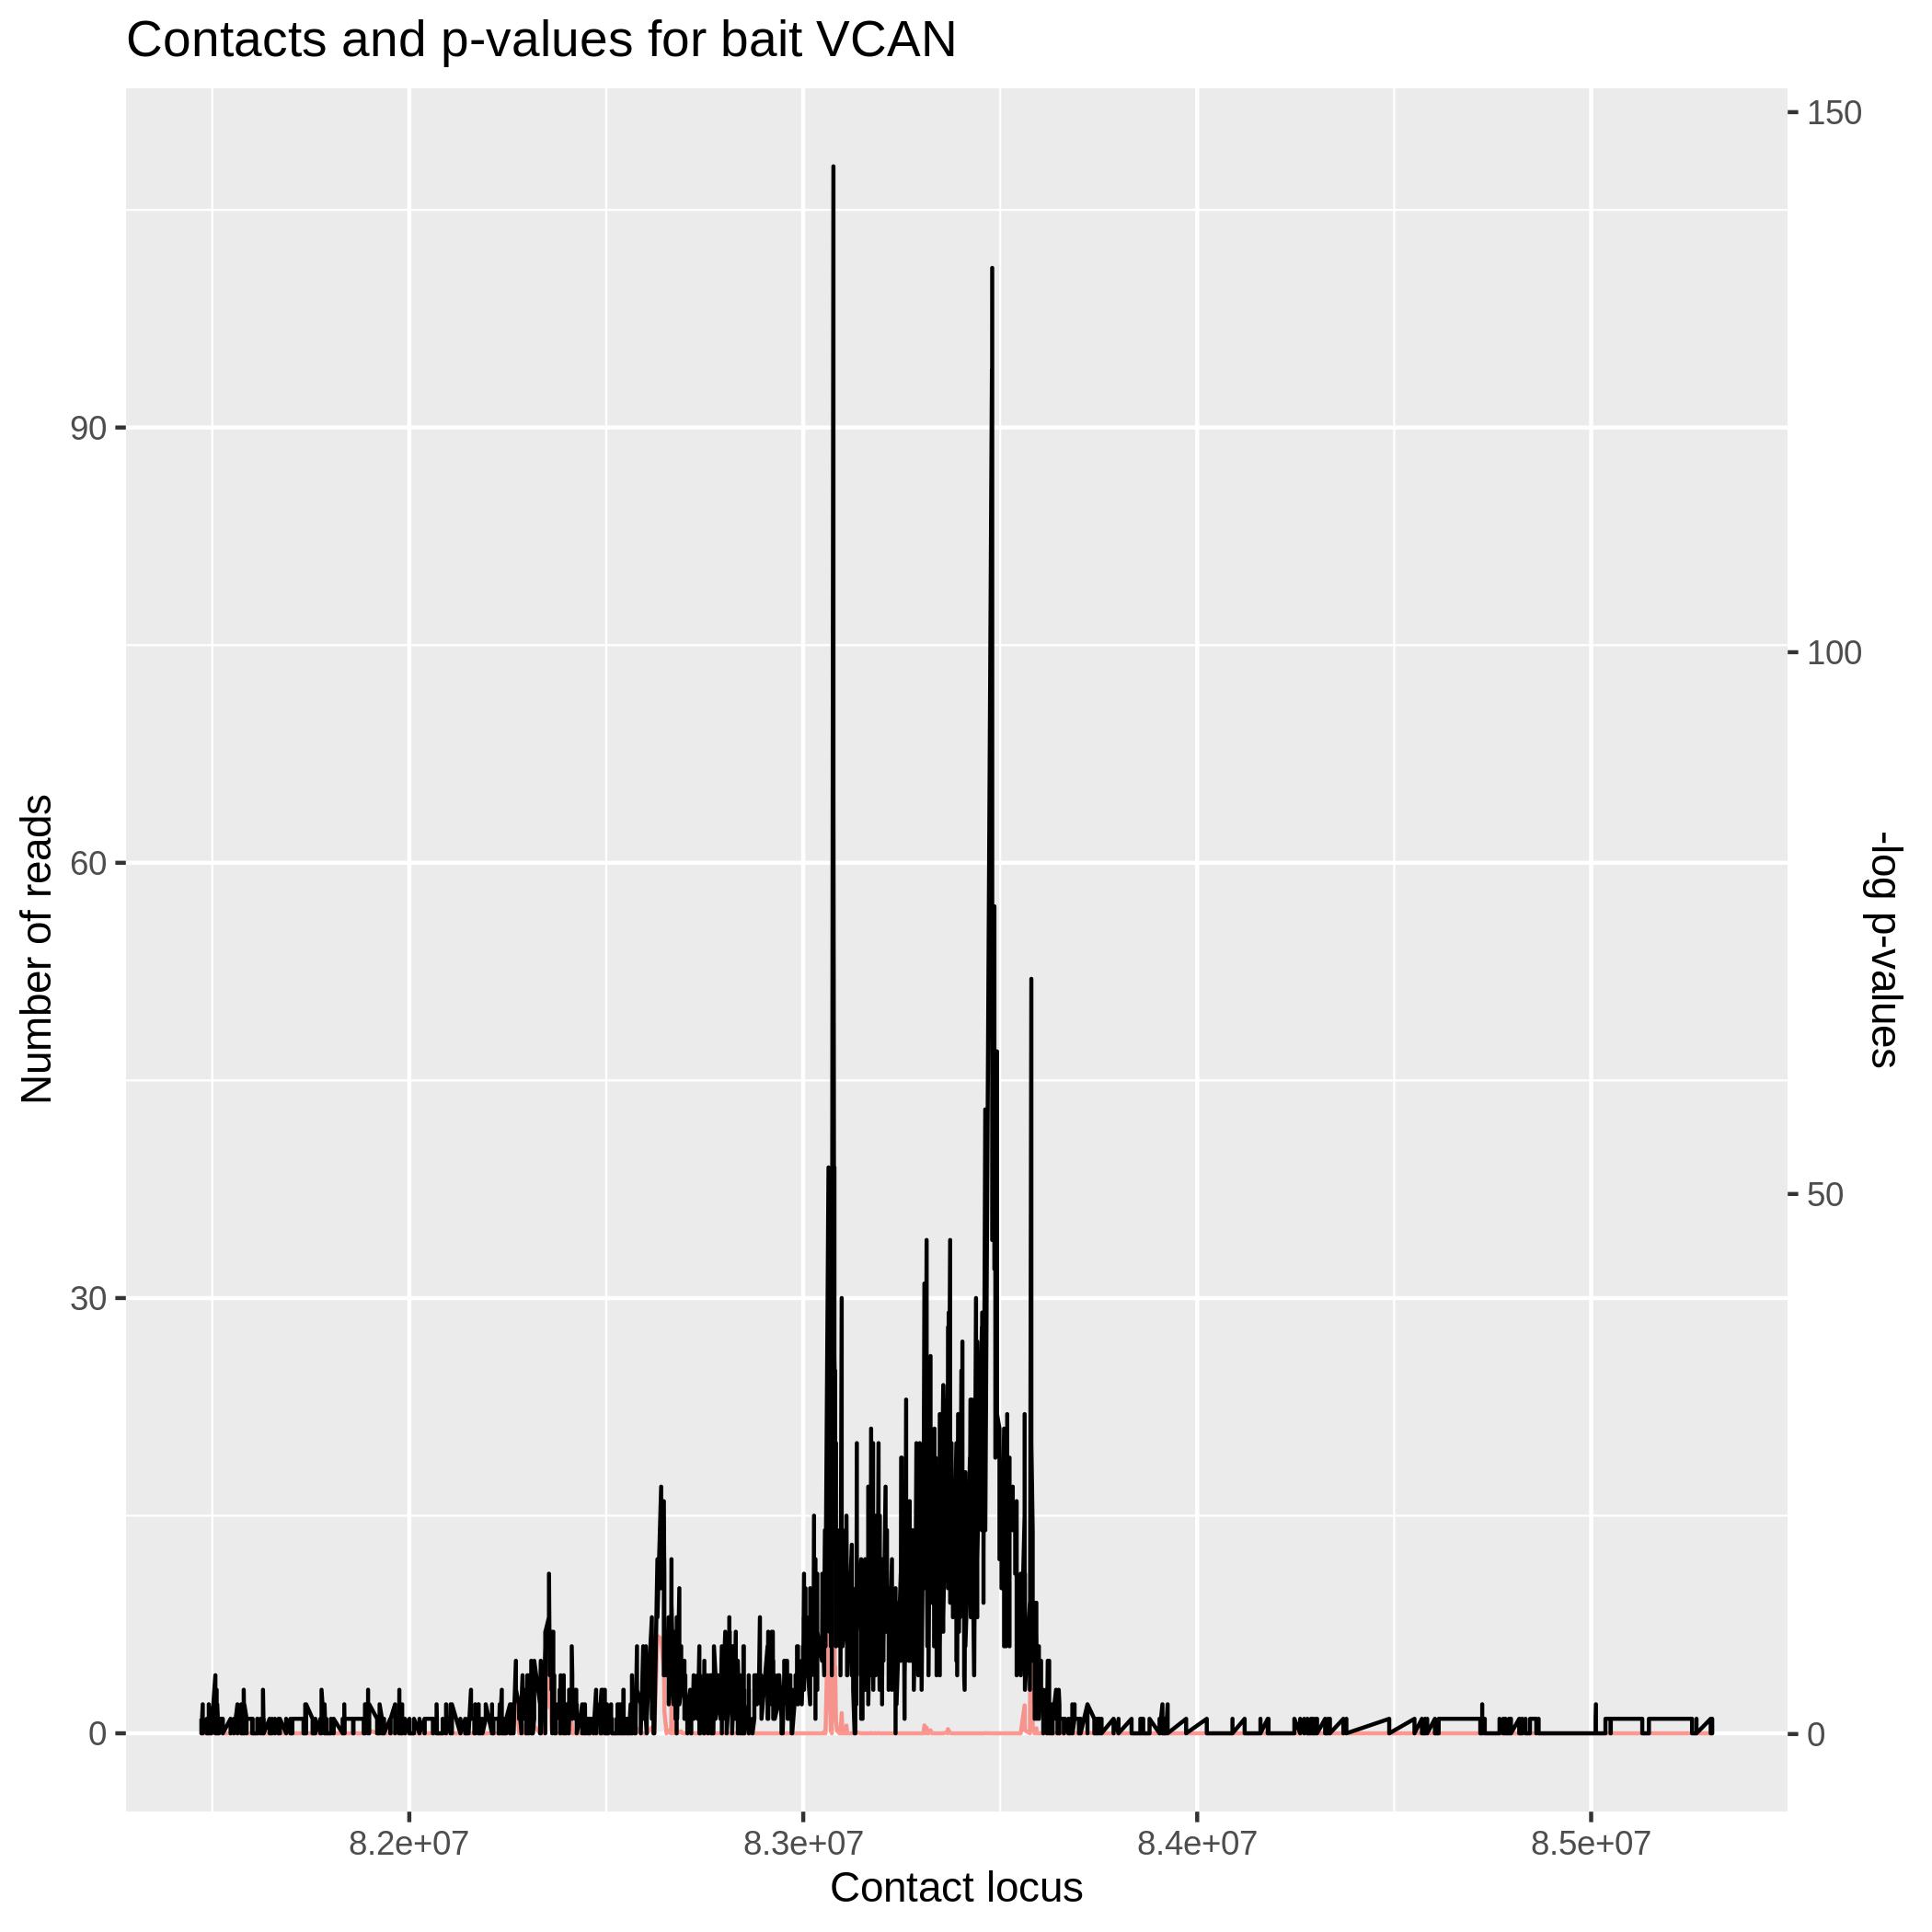 Contacts and p-values for bait VCAN
150
90
100
60
Number of reads
-log p-values
50
30
0
0
8.2e+07
8.3e+07
8.4e+07
8.5e+07
Contact locus